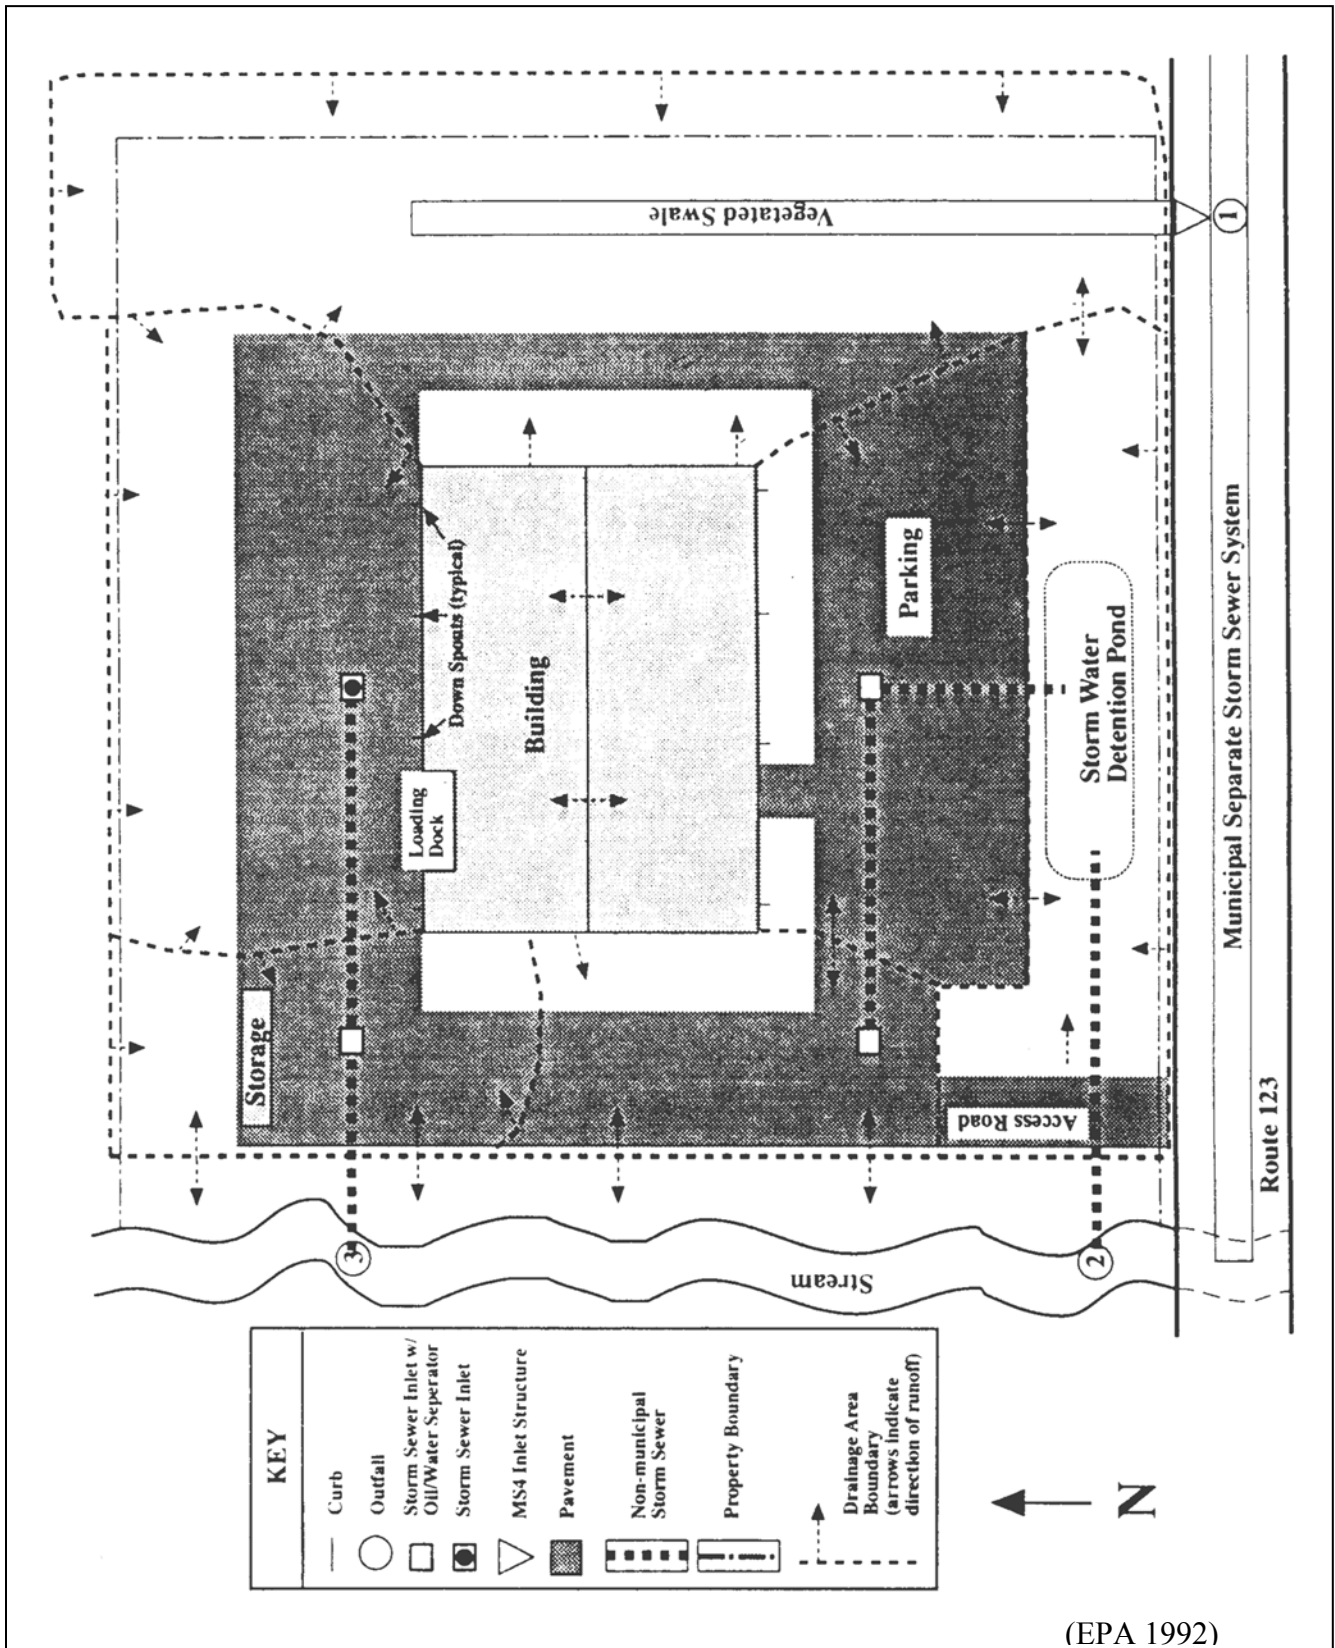 Vegetated Swale
1
Down Spouts (typical)
Building
Loading
Dock
Parking
Storm Water
Detention Pond
Municipal Separate Storm Sewer System
Storage
Access Road
Route 123
3
2
Stream
KEY
Curb
Outfall
Storm Sewer Inlet w/
Oil/Water Seperator
Storm Sewer Inlet
MS4 Inlet Structure
Pavement
Non-municipal
Storm Sewer
Property Boundary
Drainage Area
Boundary
(arrows indicate
direction of runoff)
N
(EPA 1992)